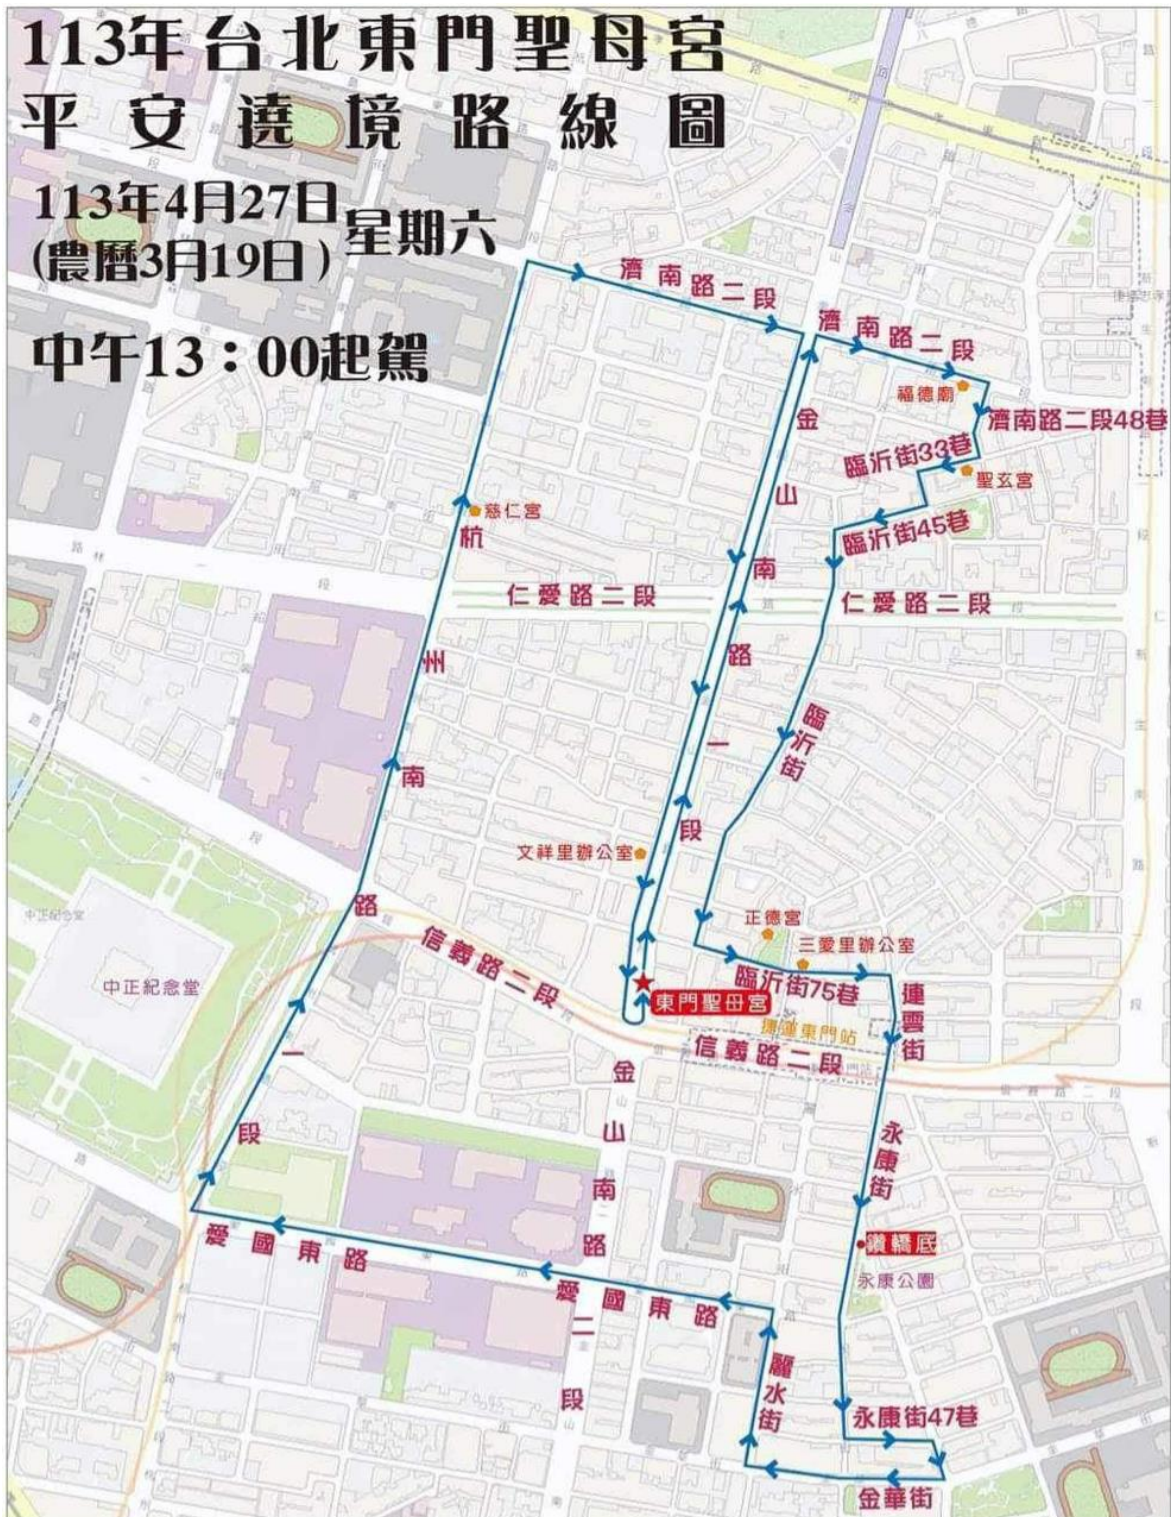 113年台北東門聖母宮
平安遶境路線圖
113年4月27日
(農曆3月19日)
星期六
中午13：00起駕
濟南路二段
濟南路二段
福德廟
濟南路二段48巷
臨沂街33巷
聖玄宮
臨沂街45巷
慈仁宮
杭州南路一段
金山南路一段
仁愛路二段
仁愛路二段
臨沂街
文祥里辦公室
正德宮
三愛里辦公室
臨沂街75巷
連雲街
信義路二段
東門聖母宮
捷運東門站
信義路二段
中正紀念堂
中正紀念堂
金山南路二段
永康街
鑽轎底
永康公園
愛國東路
愛國東路
麗水街
永康街47巷
金華街